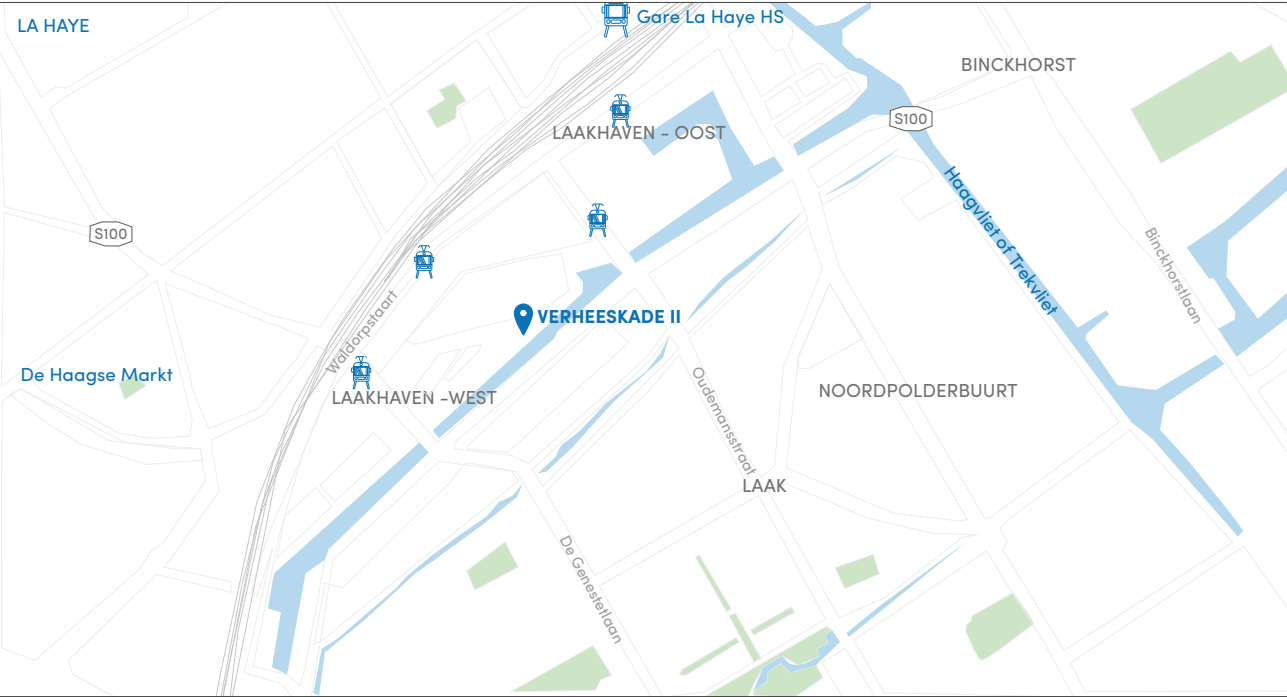 LA HAYE
Gare La Haye HS
BINCKHORST
S100
LAAKHAVEN - OOST
Haagvliet of Trekvliet
S100
Binckhorstlaan
Waldorpstaart
VERHEESKADE II
De Haagse Markt
LAAKHAVEN -WEST
Oudemansstraat
NOORDPOLDERBUURT
LAAK
De Genestetlaan